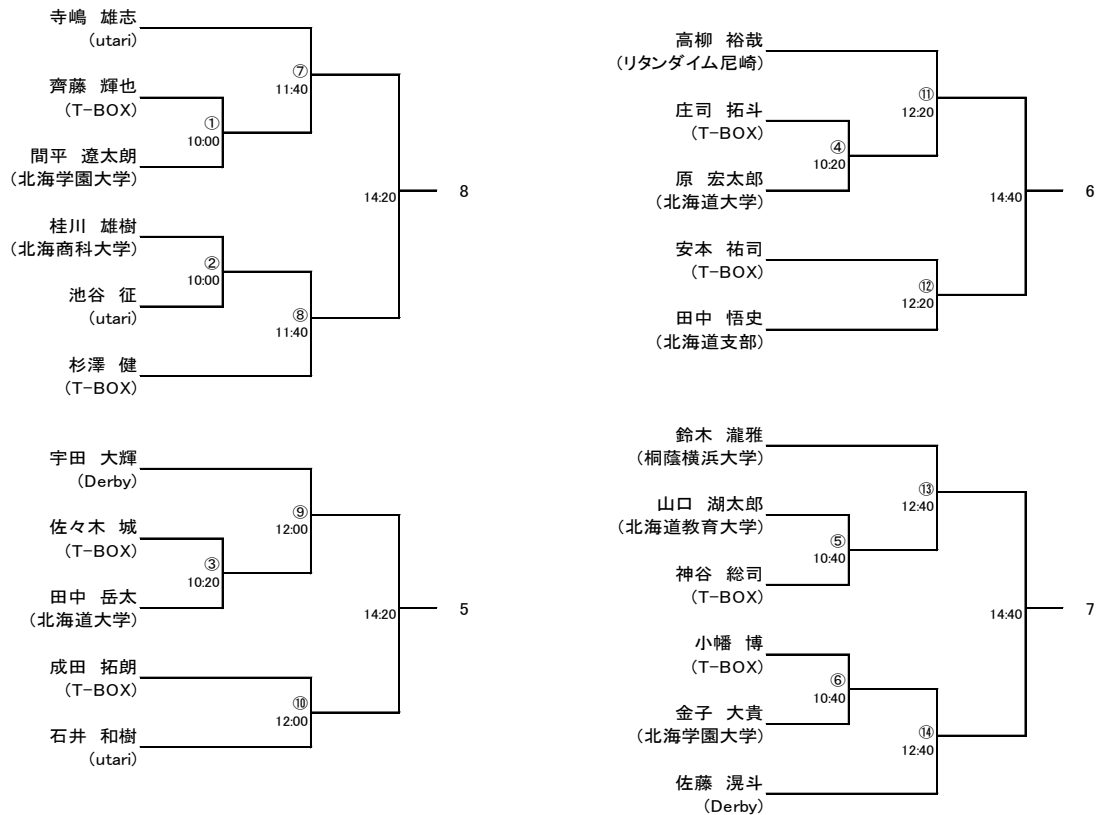 寺嶋 雄志
(utari)
⑦
11:40
齊藤 輝也
(T-BOX)
①
10:00
間平 遼太朗
(北海学園大学)
14:20
8
桂川 雄樹
(北海商科大学)
②
10:00
池谷 征
(utari)
⑧
11:40
杉澤 健
(T-BOX)
宇田 大輝
(Derby)
⑨
12:00
佐々木 城
(T-BOX)
③
10:20
田中 岳太
(北海道大学)
14:20
5
成田 拓朗
(T-BOX)
⑩
12:00
石井 和樹
(utari)
高柳 裕哉
(リタンダイム尼崎)
⑪
12:20
庄司 拓斗
(T-BOX)
④
10:20
原 宏太郎
(北海道大学)
14:40
6
安本 祐司
(T-BOX)
⑫
12:20
田中 悟史
(北海道支部)
鈴木 瀧雅
(桐蔭横浜大学)
⑬
12:40
山口 湖太郎
(北海道教育大学)
⑤
10:40
神谷 総司
(T-BOX)
14:40
7
小幡 博
(T-BOX)
⑥
10:40
金子 大貴
(北海学園大学)
⑭
12:40
佐藤 滉斗
(Derby)